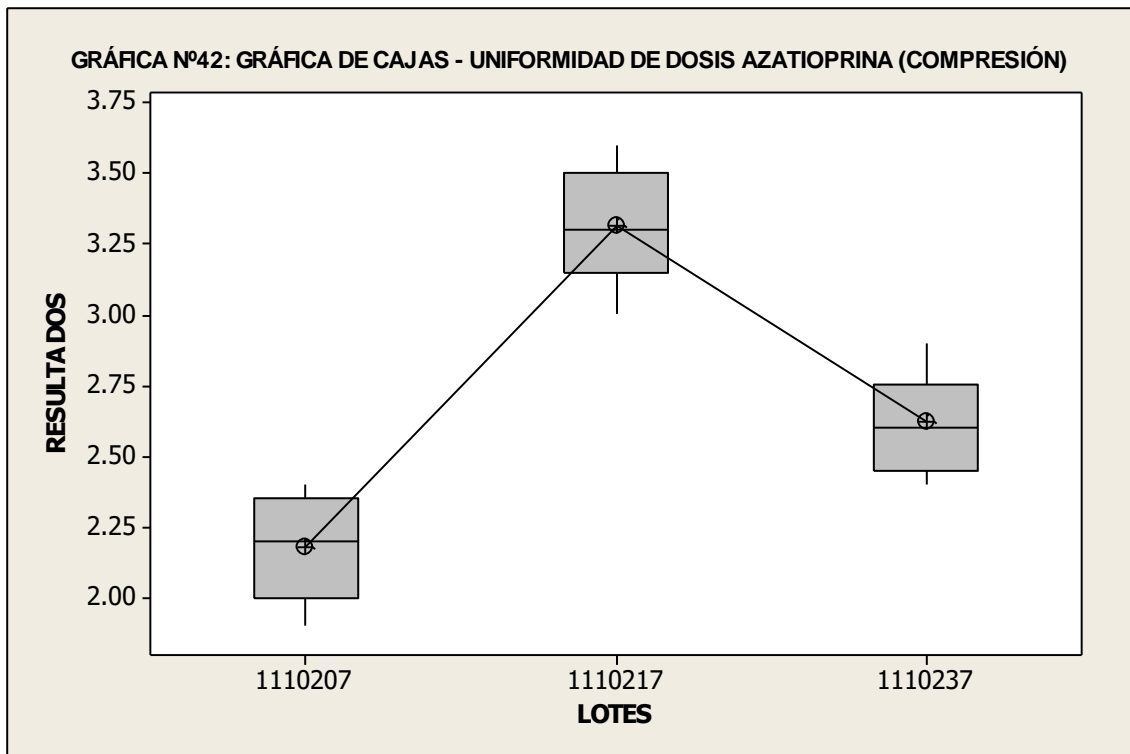 GRÁFICA Nº42: GRÁFICA DE CAJAS - UNIFORMIDAD DE DOSIS AZATIOPRINA (COMPRESIÓN)
3.75
3.50
3.25
3.00
2.75
2.50
2.25
2.00
RESULTADOS
1110207 1110217 1110237
LOTES